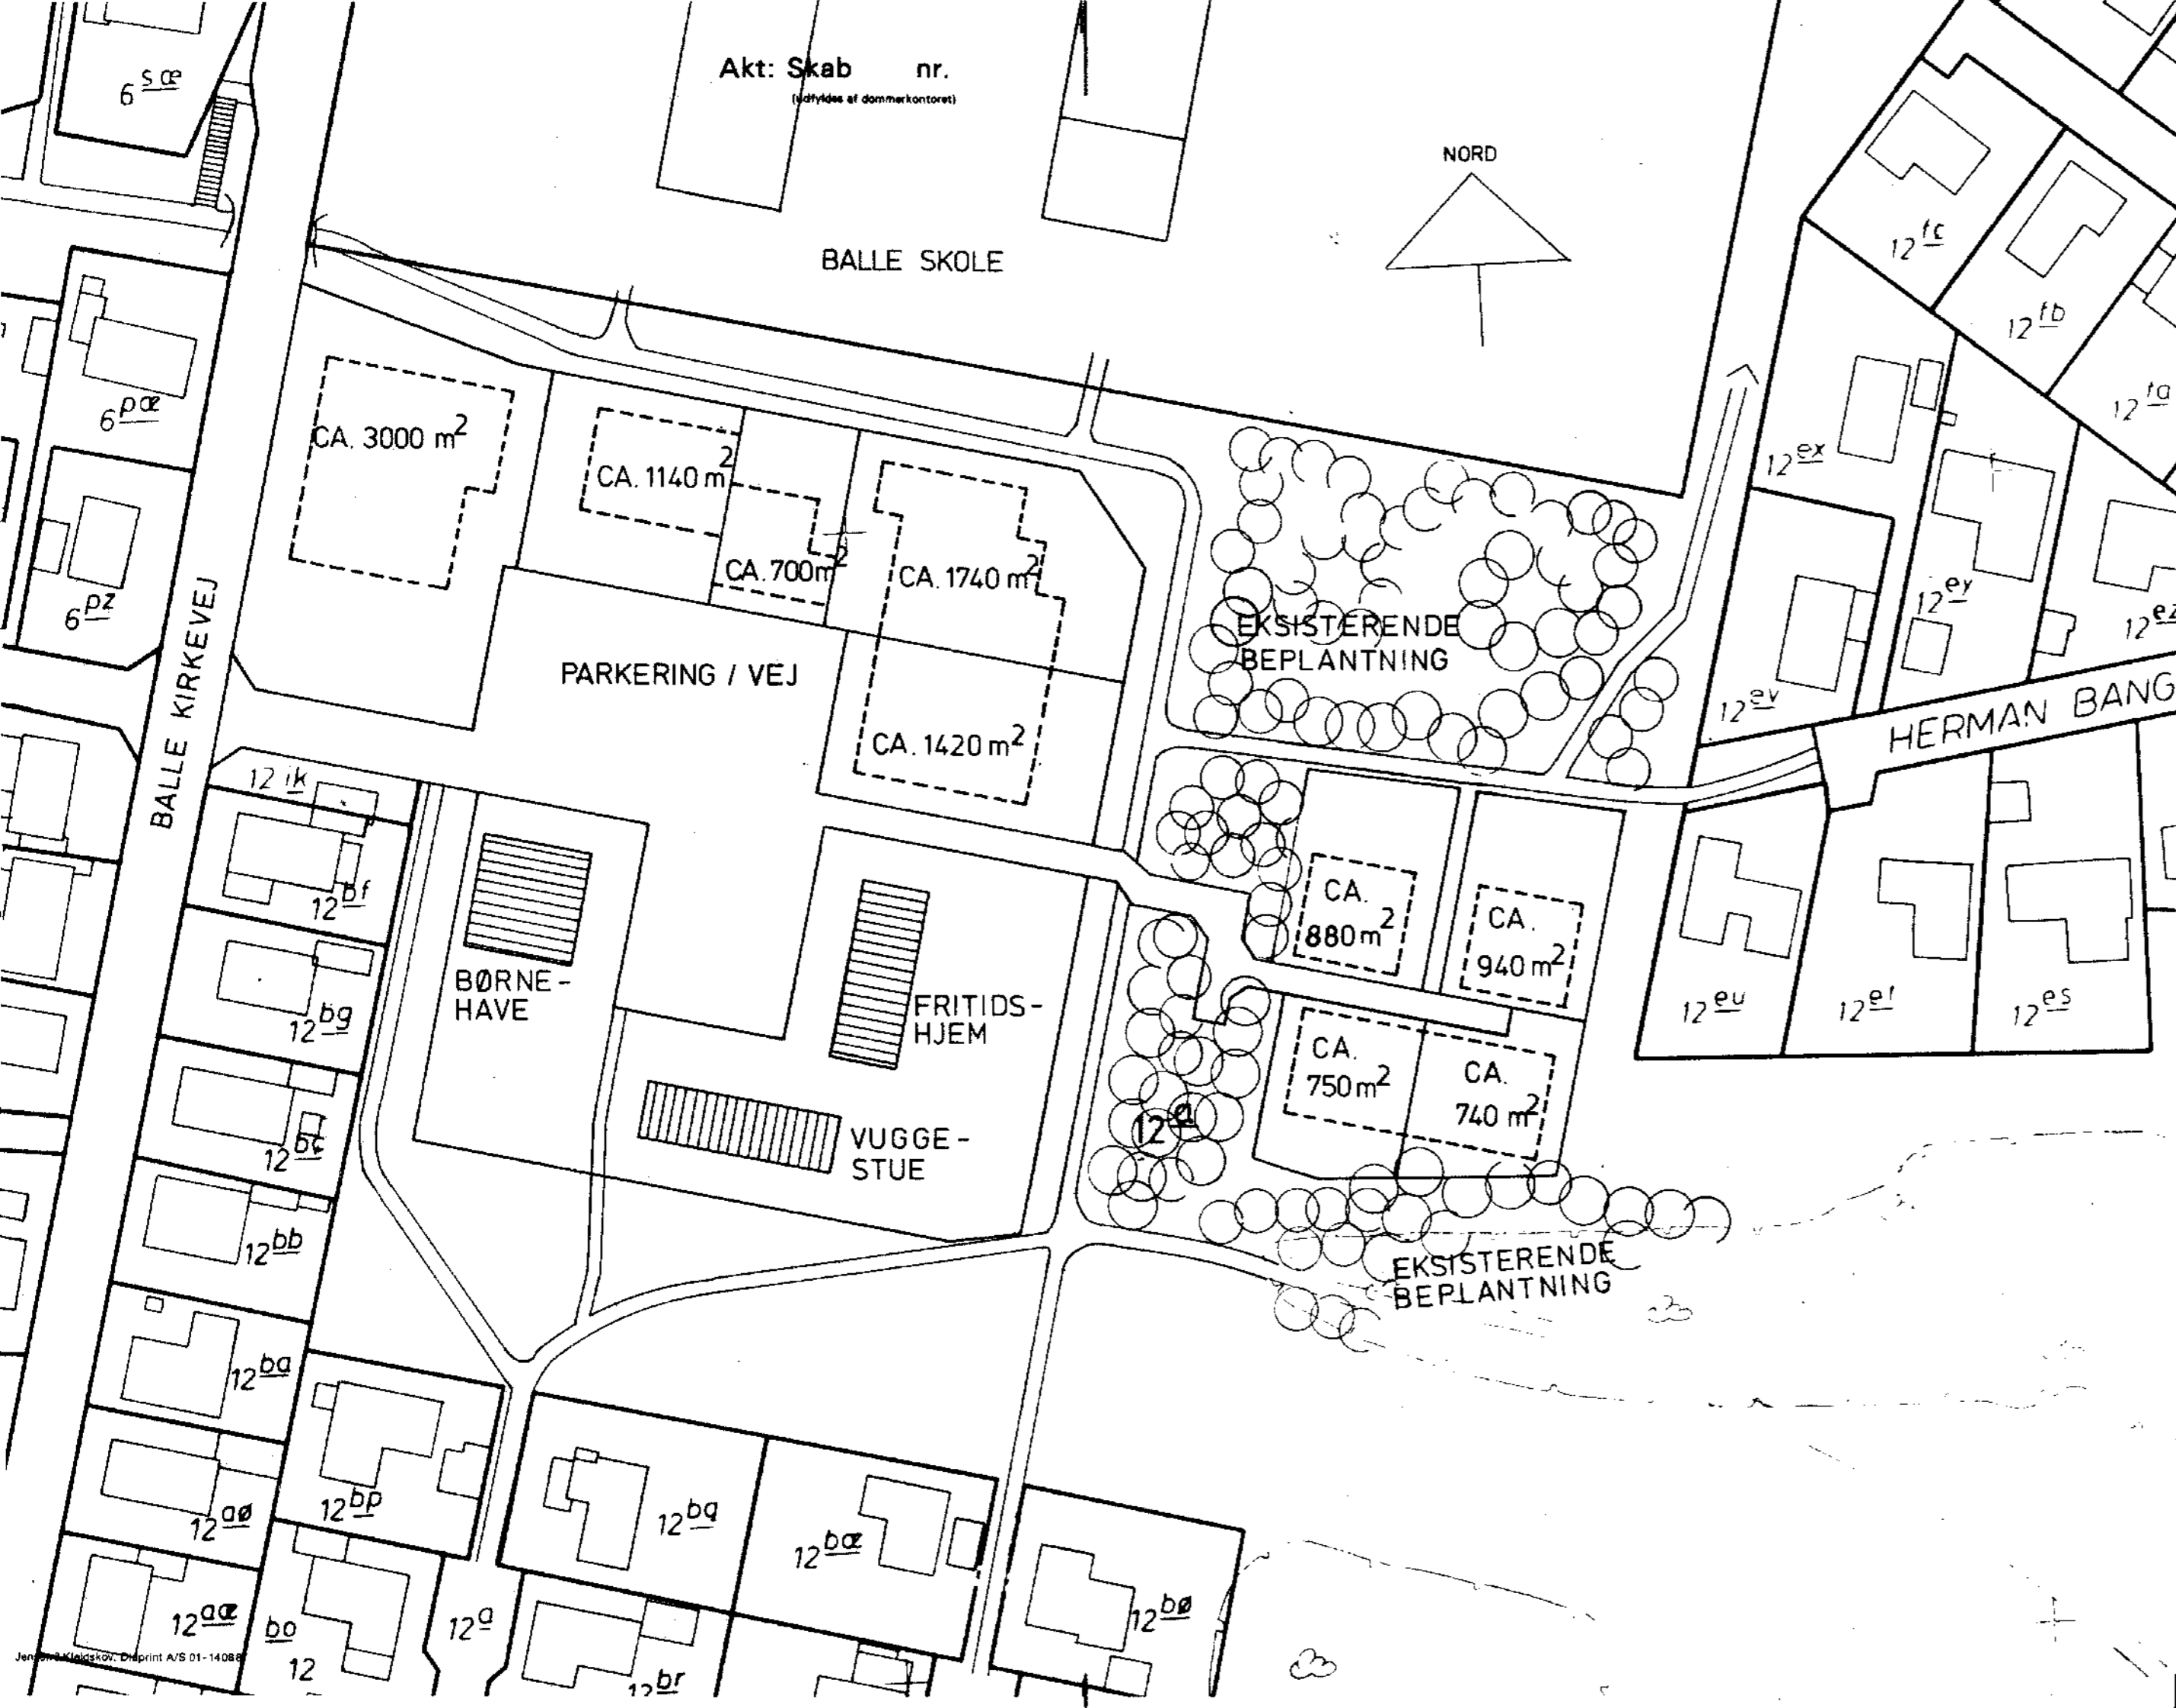 Akt: Skab nr.
(udfyldes af dommerkontoret)
NORD
BALLE SKOLE
6 sæ
12 fc
12 fb
12 fa
6 pæ
6 pz
CA. 3000 m2
CA. 1140 m2
CA. 700 m2
CA. 1740 m2
CA. 1420 m2
12 ex
12 ey
12 ez
12 ev
EKSISTERENDE
BEPLANTNING
PARKERING / VEJ
BALLE KIRKEVEJ
HERMAN BANG
12 ik
12 bf
12 bg
12 bc
12 bb
12 ba
BØRNE-
HAVE
FRITIDS-
HJEM
VUGGE-
STUE
CA.
880 m2
CA.
940 m2
CA.
750 m2
CA.
740 m2
12 a
12 eu
12 et
12 es
EKSISTERENDE
BEPLANTNING
12 aø
12 bp
12 bq
12 bæ
12 bø
12 aæ
bo
12
12 a
12 br
Jensen & Kjeldskov. Disprint A/S 01-14088